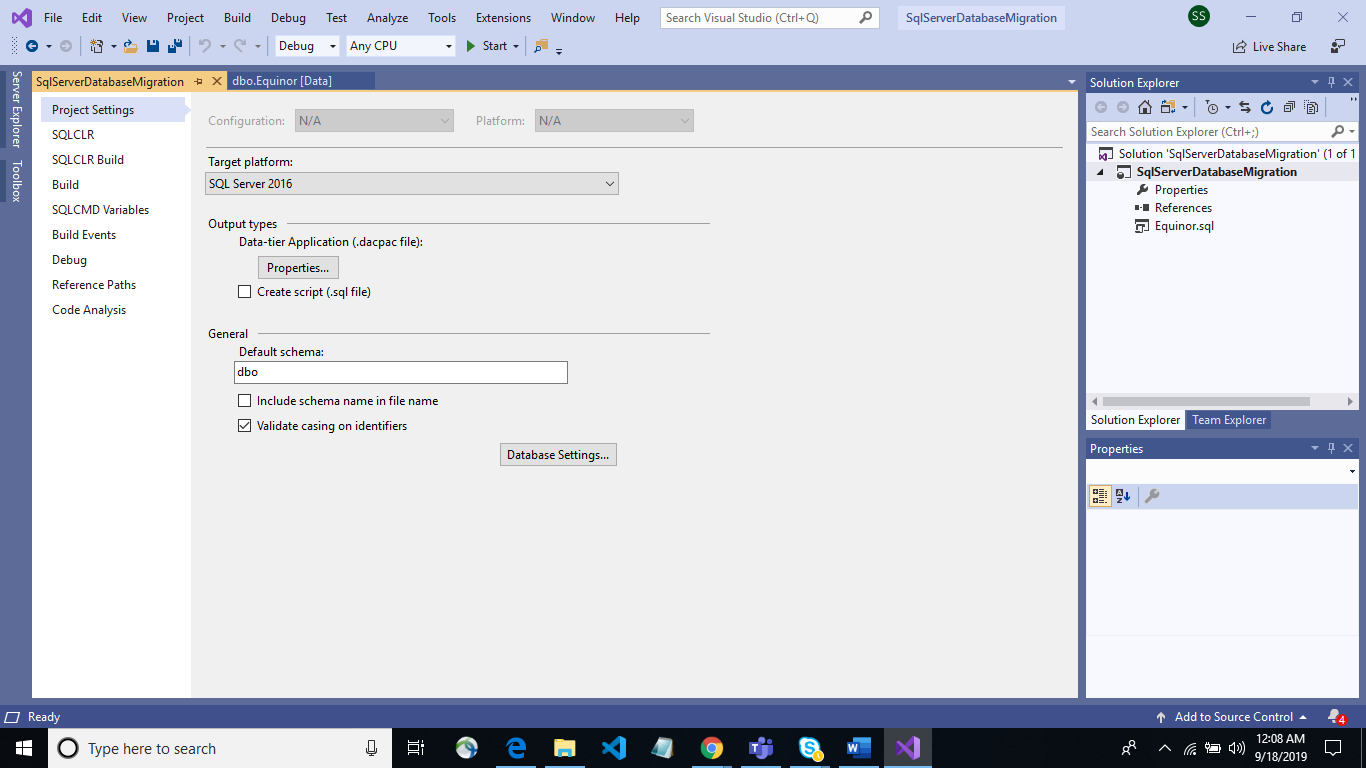 File Edit View Project Build Debug Test Analyze Tools Extensions Window Help Search Visual Studio (Ctrl+Q) SqlServerDatabaseMigration SS
Debug Any CPU Start Live Share
Server Explorer
Toolbox
SqlServerDatabaseMigration dbo.Equinor [Data]
Project Settings
SQLCLR
SQLCLR Build
Build
SQLCMD Variables
Build Events
Debug
Reference Paths
Code Analysis
Configuration: N/A Platform: N/A
Target platform:
SQL Server 2016
Output types
Data-tier Application (.dacpac file):
Properties...
Create script (.sql file)
General
Default schema:
dbo
Include schema name in file name
Validate casing on identifiers
Database Settings...
Solution Explorer
Search Solution Explorer (Ctrl+;)
Solution 'SqlServerDatabaseMigration' (1 of 1
SqlServerDatabaseMigration
Properties
References
Equinor.sql
Solution Explorer Team Explorer
Properties
Ready Add to Source Control 4
Type here to search
12:08 AM
9/18/2019